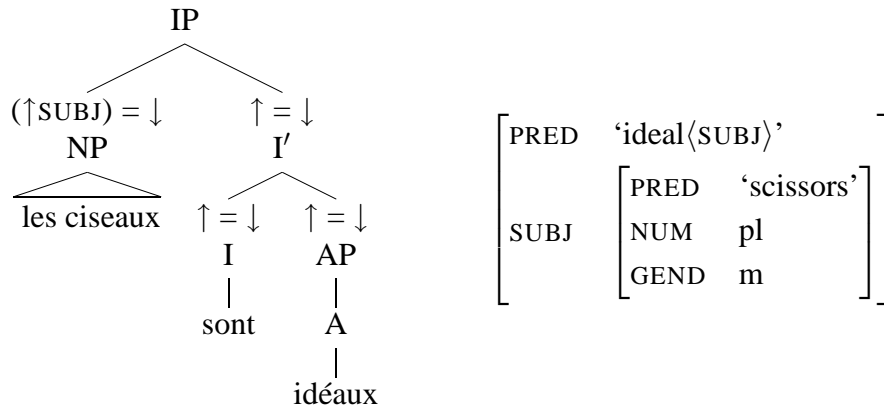 IP
(↑SUBJ) = ↓ ↑ = ↓
NP I′
les ciseaux ↑ = ↓ ↑ = ↓
I AP
sont A
idéaux
PRED ‘ideal⟨SUBJ⟩’
SUBJ
PRED ‘scissors’
NUM pl
GEND m